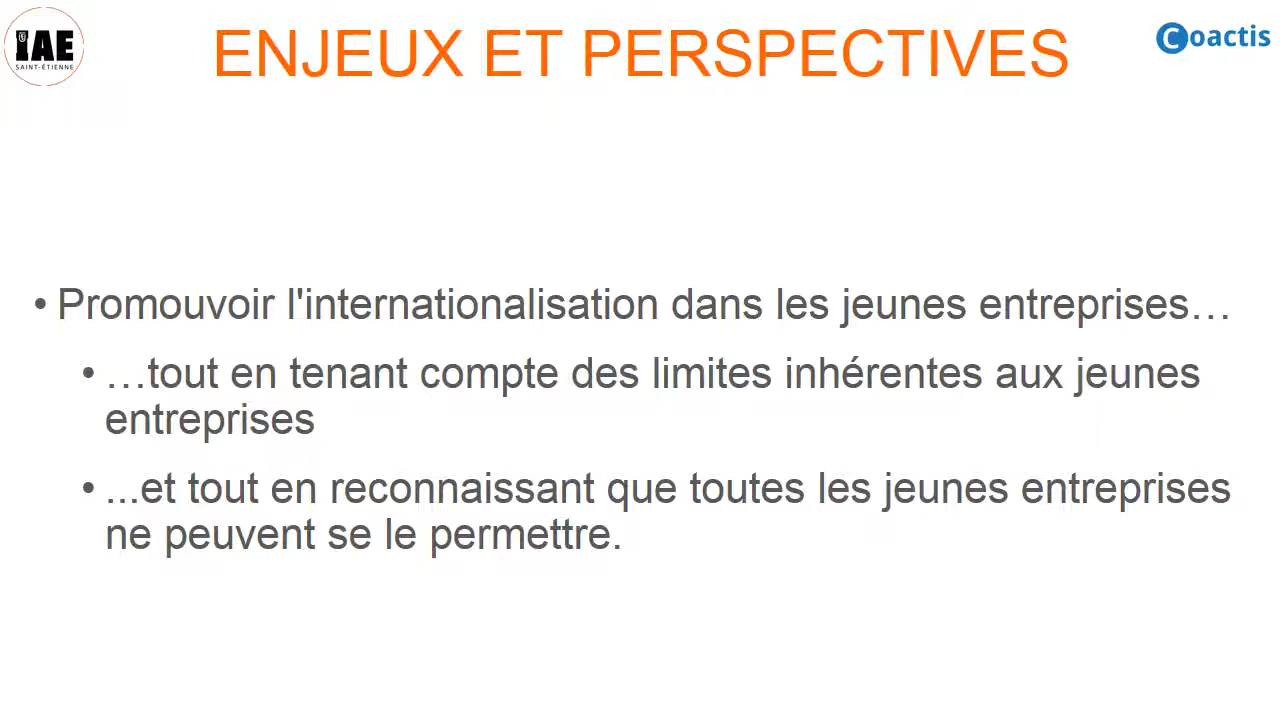 IAE
SAINT-ÉTIENNE
ENJEUX ET PERSPECTIVES
Coactis
• Promouvoir l'internationalisation dans les jeunes entreprises…
• …tout en tenant compte des limites inhérentes aux jeunes
entreprises
• ...et tout en reconnaissant que toutes les jeunes entreprises
ne peuvent se le permettre.